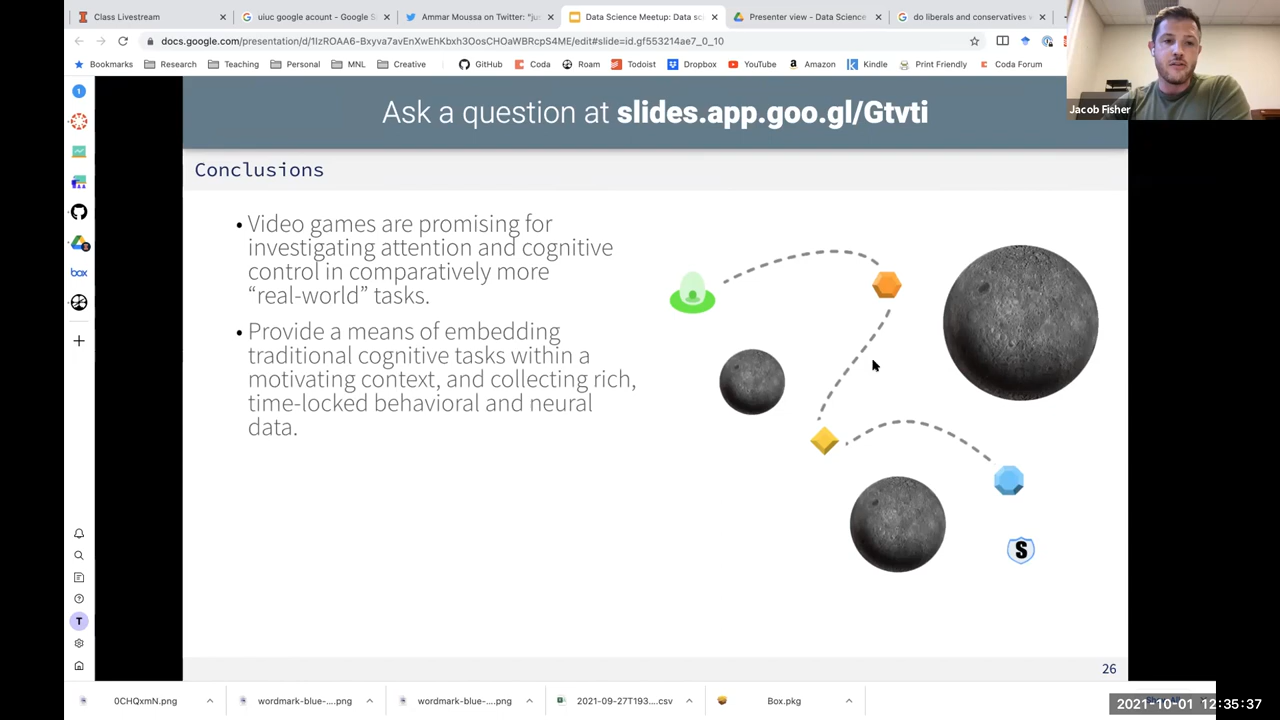 Class Livestream
uiuc google acount - Google S
Ammar Moussa on Twitter: "ju
Data Science Meetup: Data sc
Presenter view - Data Science
do liberals and conservatives
docs.google.com/presentation/d/1IzROAA6-Bxyva7avEnXwEhKbxh3OosCHOaWBRcpS4ME/edit#slide=id.gf553214ae7_0_10
Bookmarks Research Teaching Personal MNL Creative GitHub Coda Roam Todoist Dropbox YouTube Amazon Kindle Print Friendly Coda Forum
Jacob Fisher
1
Ask a question at slides.app.goo.gl/Gtvti
Conclusions
• Video games are promising for
investigating attention and cognitive
control in comparatively more
“real-world” tasks.
• Provide a means of embedding
traditional cognitive tasks within a
motivating context, and collecting rich,
time-locked behavioral and neural
data.
S
box
T
26
0CHQxmN.png
wordmark-blue-....png
wordmark-blue-....png
2021-09-27T193....csv
Box.pkg
2021-10-01 12:35:37